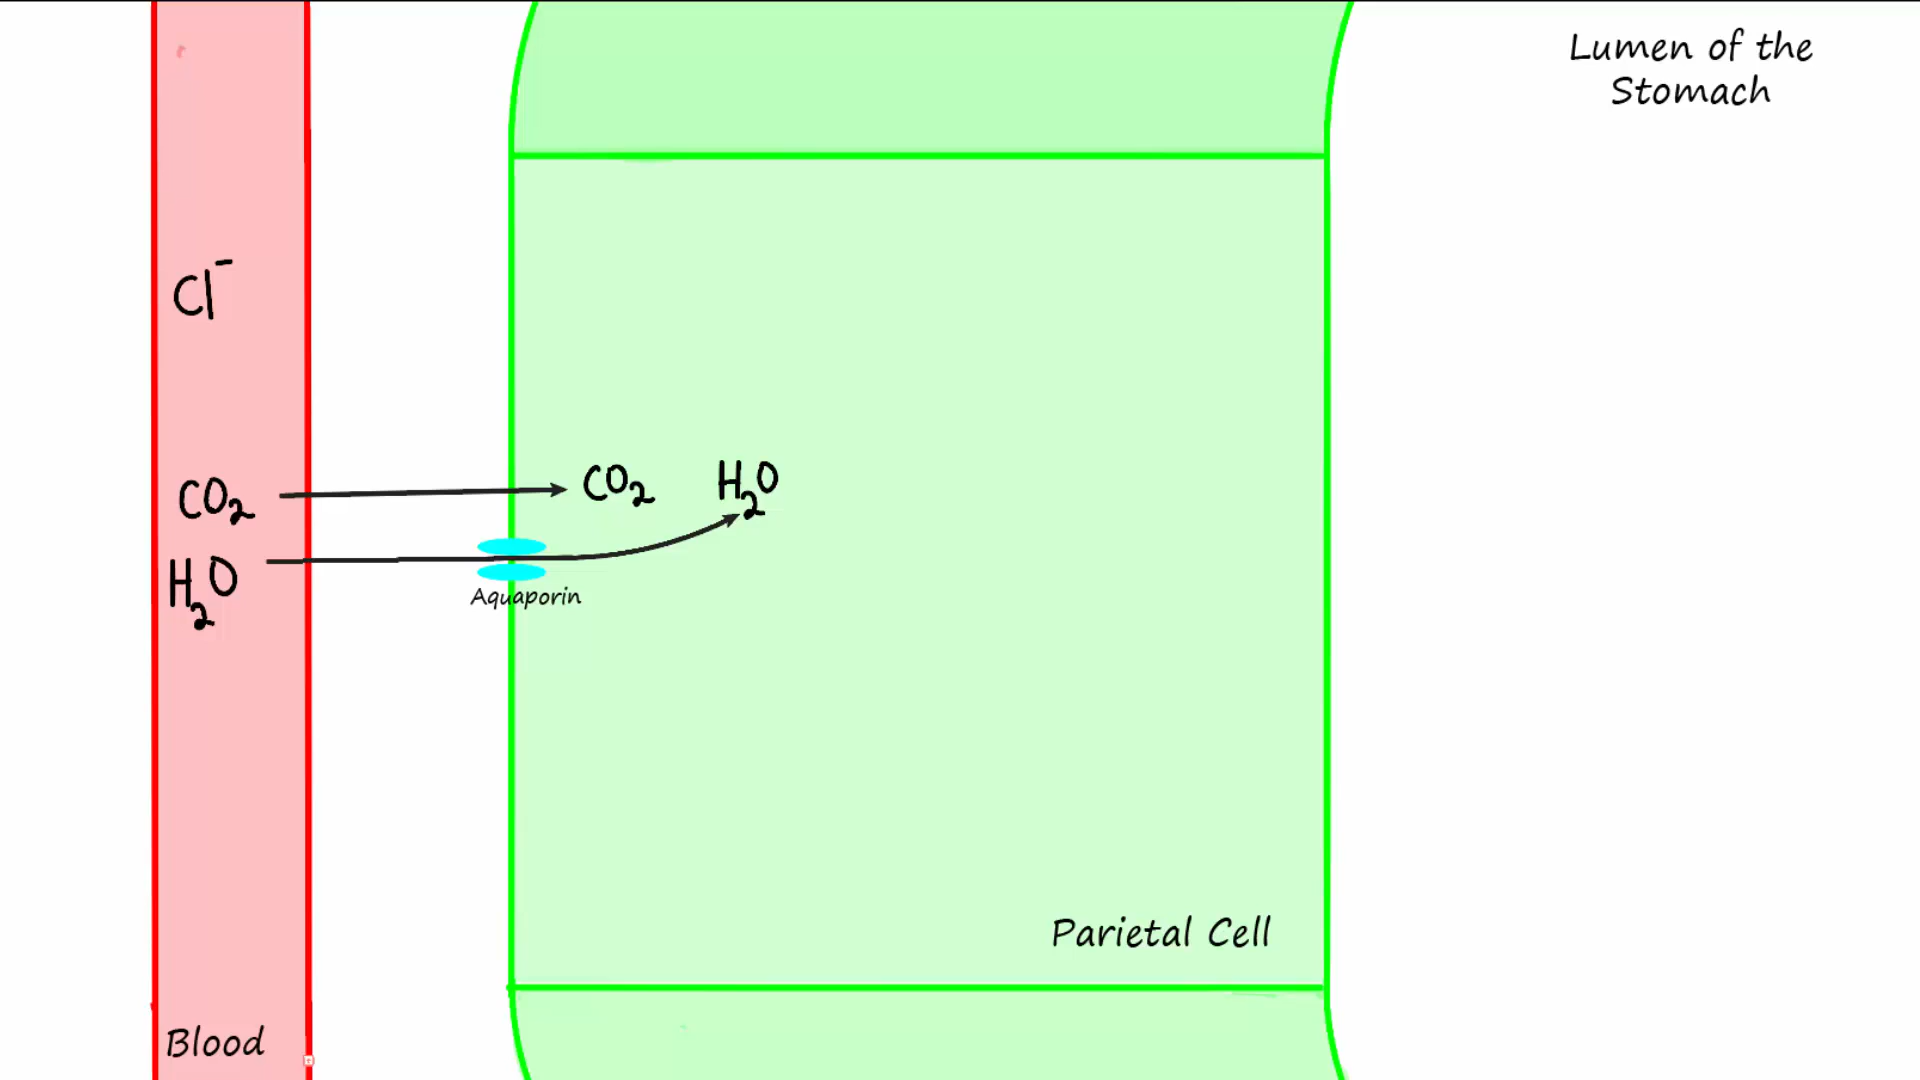 Lumen of the
Stomach
Cl⁻
CO₂
H₂O
CO₂ H₂O
Aquaporin
Parietal Cell
Blood